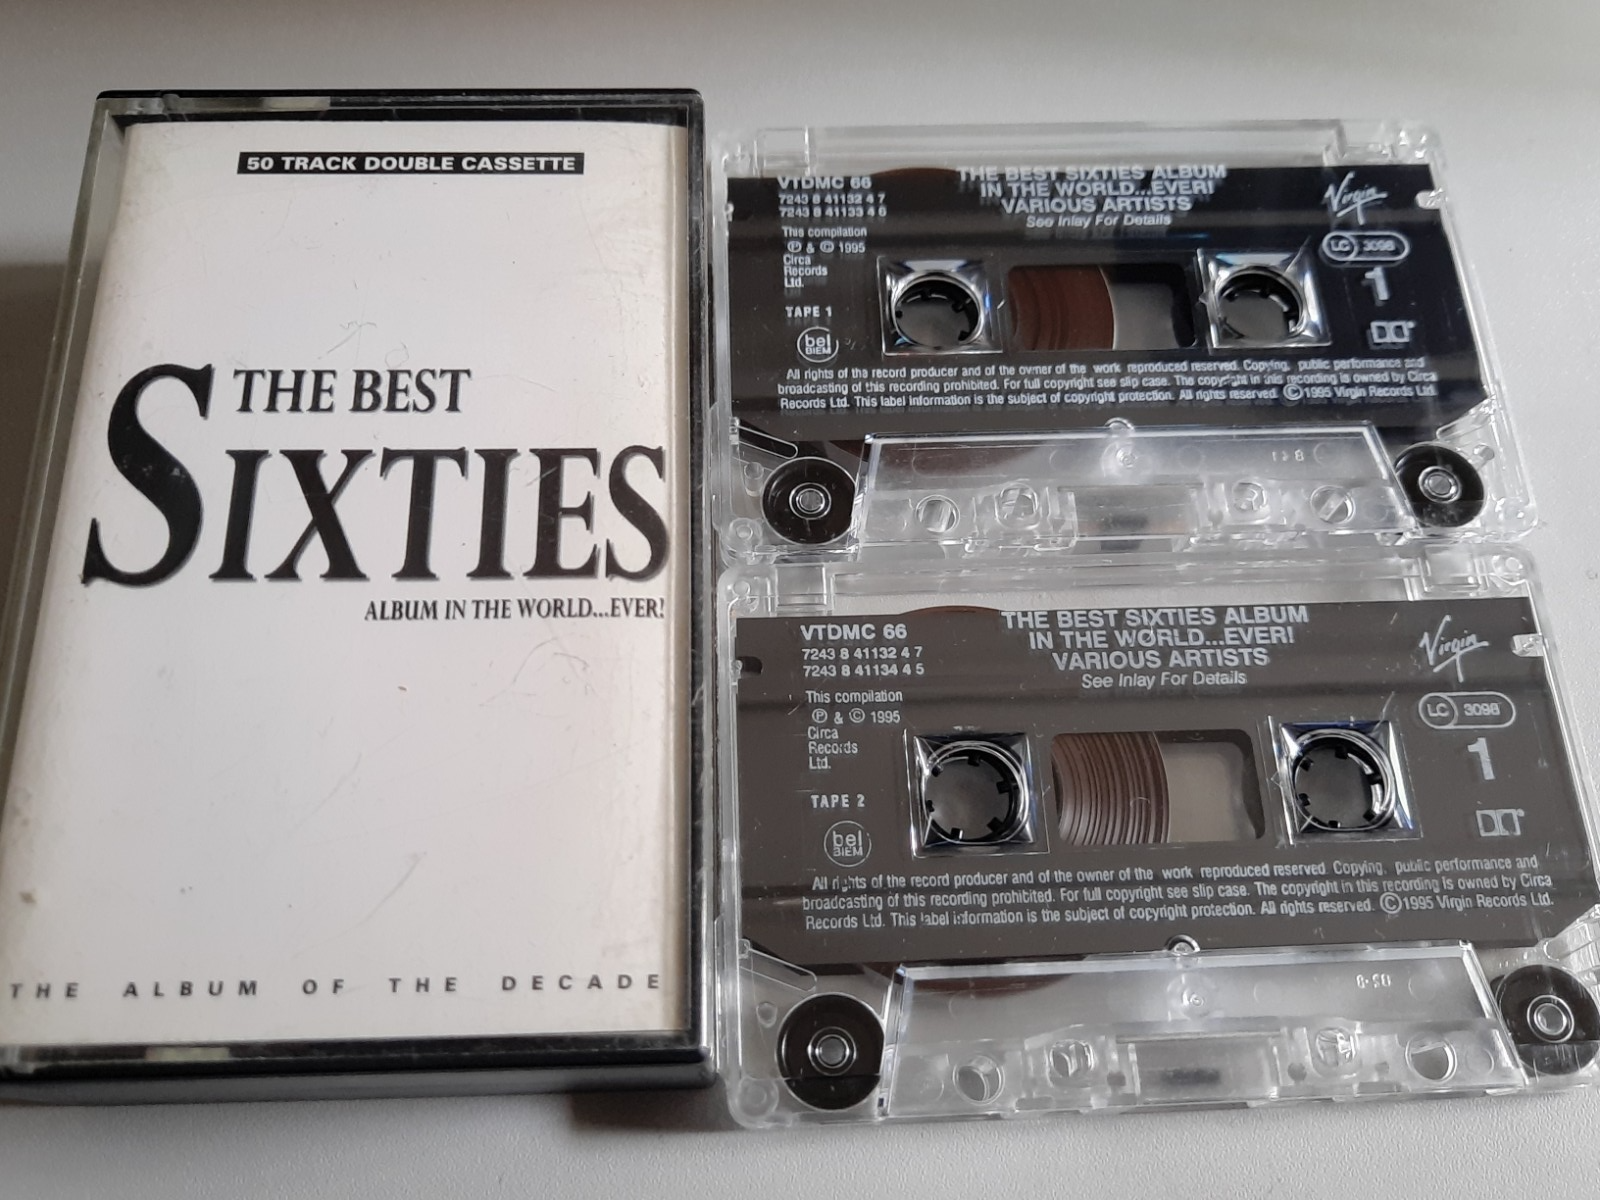 50 TRACK DOUBLE CASSETTE
THE BEST
SIXTIES
ALBUM IN THE WORLD...EVER!
THE ALBUM OF THE DECADE
VTDMC 66
7243 8 41132 4 7
7243 8 41133 4 6
This compilation
℗ & © 1995
Circa
Records
Ltd.
TAPE 1
bel
BIEM
THE BEST SIXTIES ALBUM
IN THE WORLD...EVER!
VARIOUS ARTISTS
See Inlay For Details
Virgin
LC 3098
1
All rights of the record producer and of the owner of the work reproduced reserved. Copying, public performance and
broadcasting of this recording prohibited. For full copyright see slip case. The copyright in this recording is owned by Circa
Records Ltd. This label information is the subject of copyright protection. All rights reserved. ©1995 Virgin Records Ltd.
VTDMC 66
7243 8 41132 4 7
7243 8 41134 4 5
This compilation
℗ & © 1995
Circa
Records
Ltd.
TAPE 2
bel
BIEM
THE BEST SIXTIES ALBUM
IN THE WORLD...EVER!
VARIOUS ARTISTS
See Inlay For Details
Virgin
LC 3098
1
All rights of the record producer and of the owner of the work reproduced reserved. Copying, public performance and
broadcasting of this recording prohibited. For full copyright see slip case. The copyright in this recording is owned by Circa
Records Ltd. This label information is the subject of copyright protection. All rights reserved. ©1995 Virgin Records Ltd.